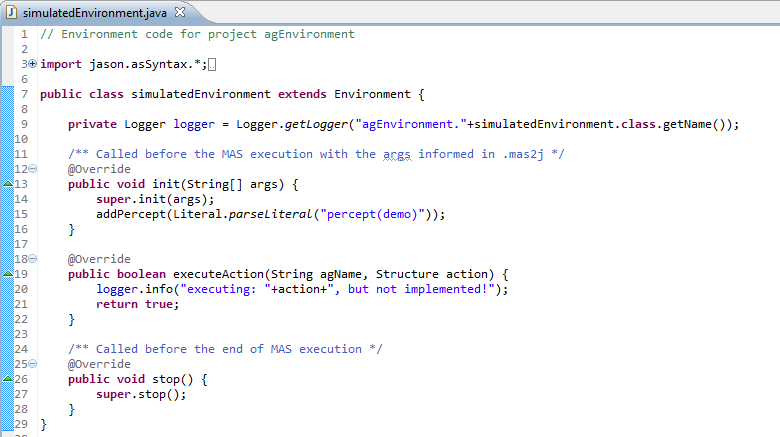 simulatedEnvironment.java
1 // Environment code for project agEnvironment
2
3 import jason.asSyntax.*;
6
7 public class simulatedEnvironment extends Environment {
8
9     private Logger logger = Logger.getLogger("agEnvironment."+simulatedEnvironment.class.getName());
10
11     /** Called before the MAS execution with the args informed in .mas2j */
12     @Override
13     public void init(String[] args) {
14         super.init(args);
15         addPercept(Literal.parseLiteral("percept(demo)"));
16     }
17
18     @Override
19     public boolean executeAction(String agName, Structure action) {
20         logger.info("executing: "+action+", but not implemented!");
21         return true;
22     }
23
24     /** Called before the end of MAS execution */
25     @Override
26     public void stop() {
27         super.stop();
28     }
29 }